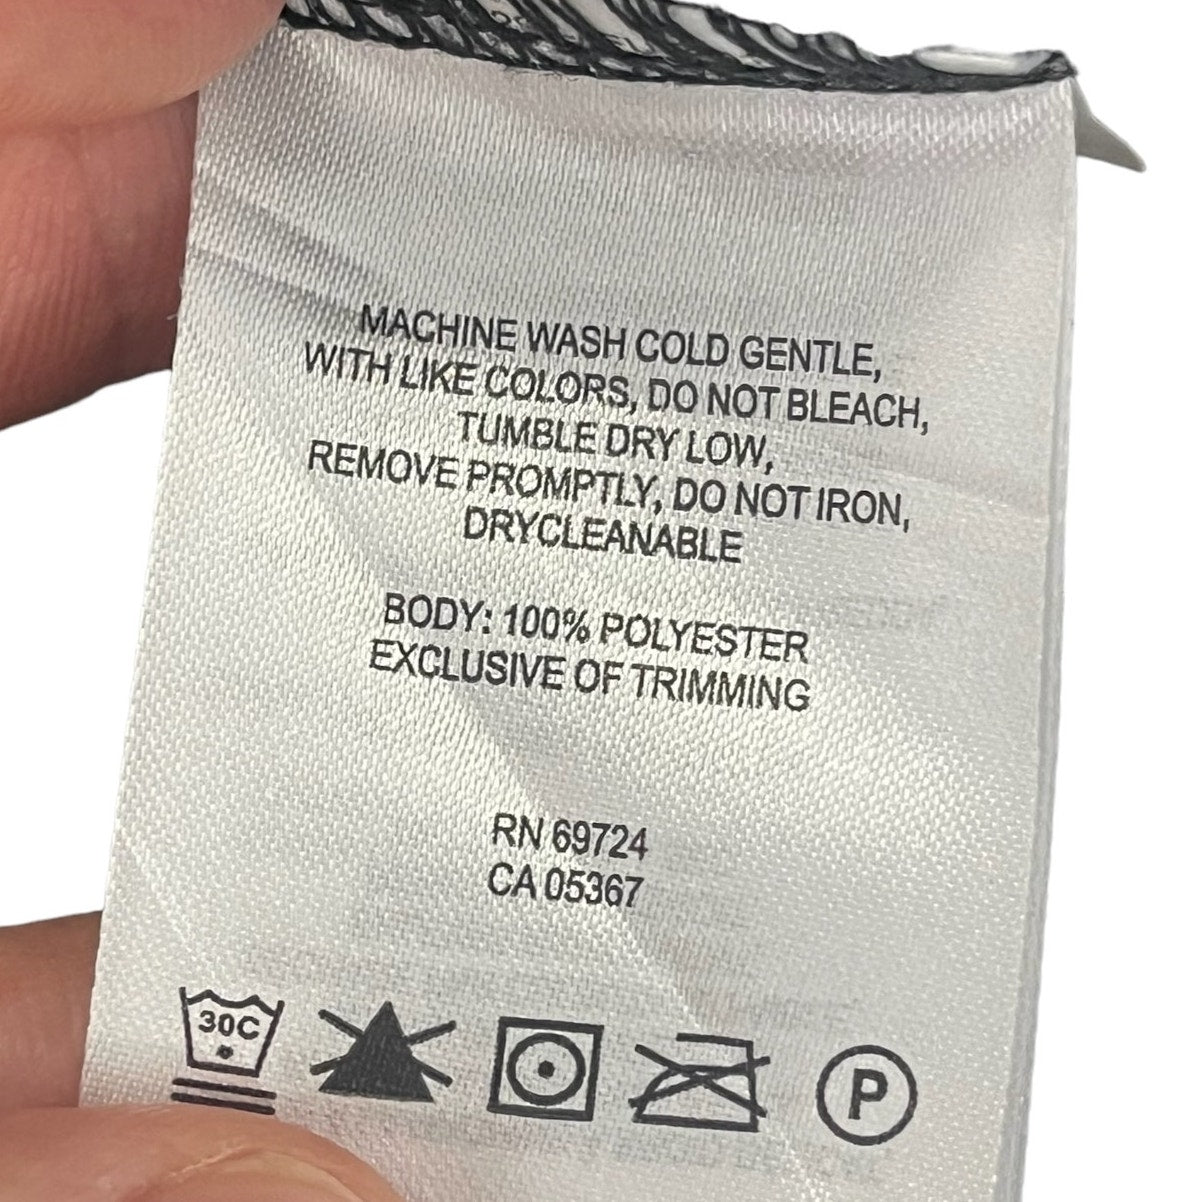 MACHINE WASH COLD GENTLE,
WITH LIKE COLORS, DO NOT BLEACH,
TUMBLE DRY LOW,
REMOVE PROMPTLY, DO NOT IRON,
DRYCLEANABLE
BODY: 100% POLYESTER
EXCLUSIVE OF TRIMMING
RN 69724
CA 05367
30C
P